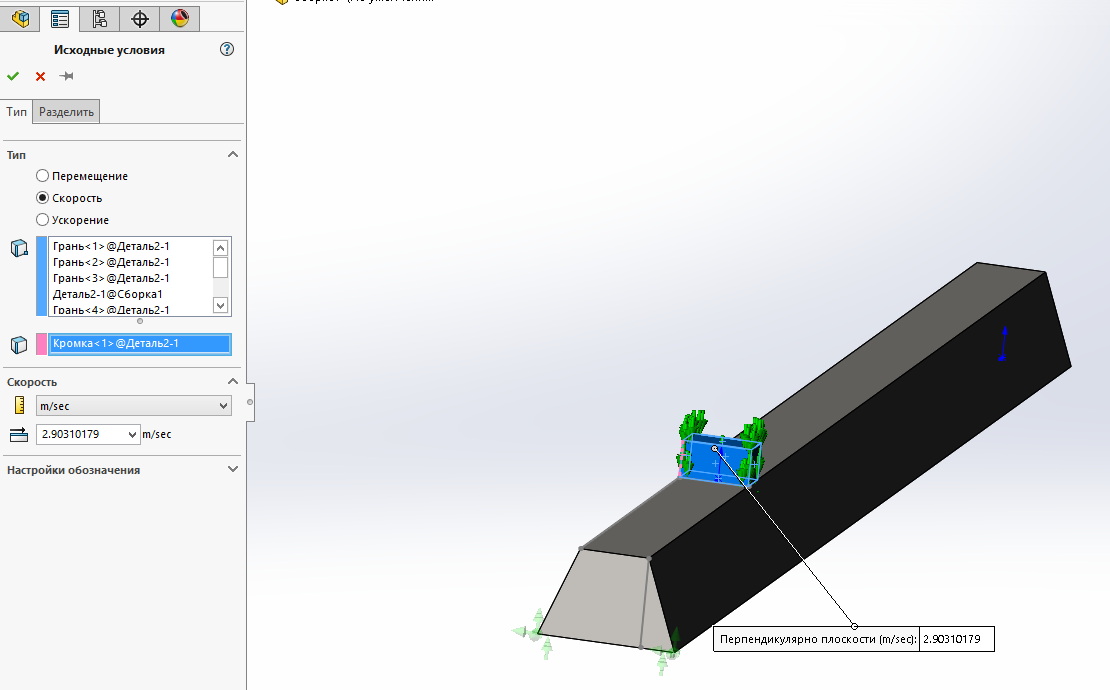 Исходные условия
Тип
Разделить
Тип
Перемещение
Скорость
Ускорение
Грань<1>@Деталь2-1
Грань<2>@Деталь2-1
Грань<3>@Деталь2-1
Деталь2-1@Сборка1
Грань<4>@Деталь2-1
Кромка<1>@Деталь2-1
Скорость
m/sec
2.90310179 m/sec
Настройки обозначения
Перпендикулярно плоскости (m/sec): 2.90310179